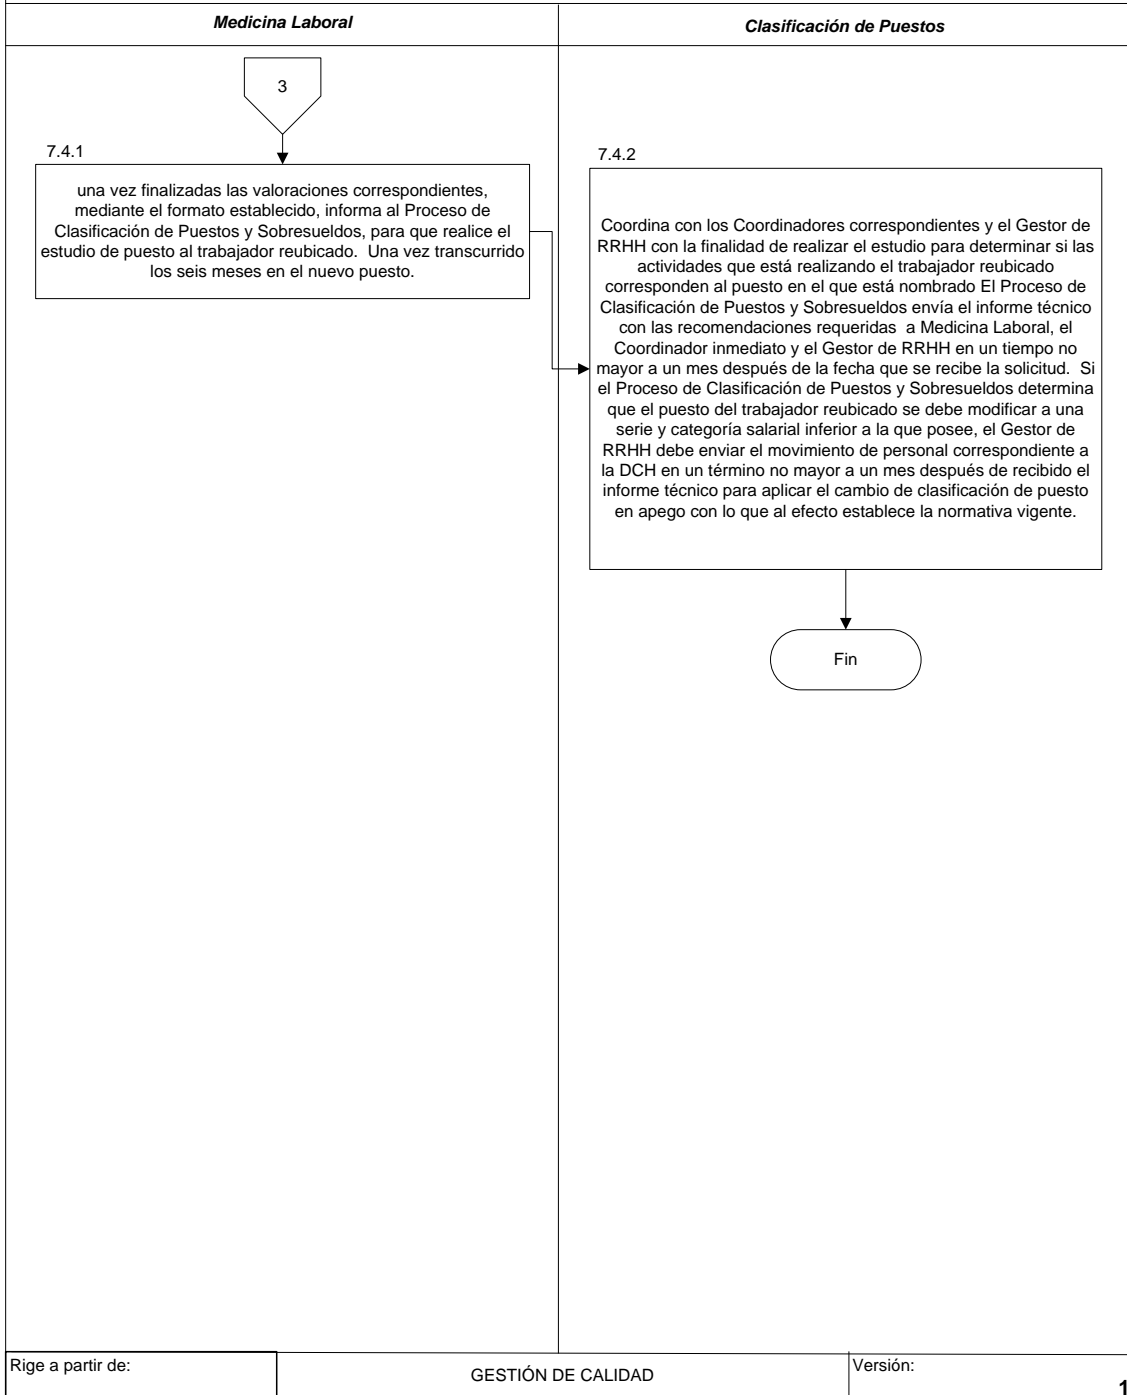 Medicina Laboral
Clasificación de Puestos
3
7.4.1
una vez finalizadas las valoraciones correspondientes,
mediante el formato establecido, informa al Proceso de
Clasificación de Puestos y Sobresueldos, para que realice el
estudio de puesto al trabajador reubicado.  Una vez transcurrido
los seis meses en el nuevo puesto.
7.4.2
Coordina con los Coordinadores correspondientes y el Gestor de
RRHH con la finalidad de realizar el estudio para determinar si las
actividades que está realizando el trabajador reubicado
corresponden al puesto en el que está nombrado El Proceso de
Clasificación de Puestos y Sobresueldos envía el informe técnico
con las recomendaciones requeridas  a Medicina Laboral, el
Coordinador inmediato y el Gestor de RRHH en un tiempo no
mayor a un mes después de la fecha que se recibe la solicitud.  Si
el Proceso de Clasificación de Puestos y Sobresueldos determina
que el puesto del trabajador reubicado se debe modificar a una
serie y categoría salarial inferior a la que posee, el Gestor de
RRHH debe enviar el movimiento de personal correspondiente a
la DCH en un término no mayor a un mes después de recibido el
informe técnico para aplicar el cambio de clasificación de puesto
en apego con lo que al efecto establece la normativa vigente.
Fin
Rige a partir de:
GESTIÓN DE CALIDAD
Versión:
1